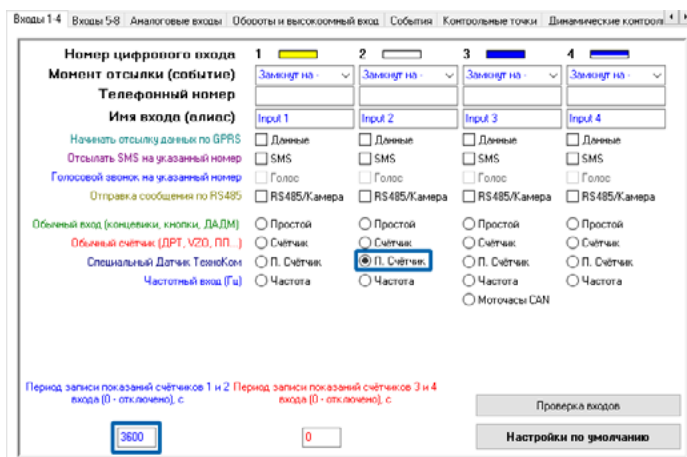 Входы 1-4 Входы 5-8 Аналоговые входы Обороты и высокоомный вход События Контрольные точки Динамические контрол
Номер цифрового входа 1 2 3 4
Момент отсылки (событие) Замкнут на - Замкнут на - Замкнут на - Замкнут на -
Телефонный номер
Имя входа (алиас) Input 1 Input 2 Input 3 Input 4
Начинать отсылку данных по GPRS Данные Данные Данные Данные
Отсылать SMS на указанный номер SMS SMS SMS SMS
Голосовой звонок на указанный номер Голос Голос Голос Голос
Отправка сообщения по RS485 RS485/Камера RS485/Камера RS485/Камера RS485/Камера
Обычный вход (концевики, кнопки, ДАДМ) Простой Простой Простой Простой
Обычный счётчик (ДРТ, VZO, ПП...) Счётчик Счётчик Счётчик Счётчик
Специальный Датчик ТехноКом П. Счётчик П. Счётчик П. Счётчик П. Счётчик
Частотный вход (Гц) Частота Частота Частота Частота
Моточасы CAN
Период записи показаний счётчиков 1 и 2 Период записи показаний счётчиков 3 и 4
входа (0 - отключено), с входа (0 - отключено), с
Проверка входов
3600 0 Настройки по умолчанию